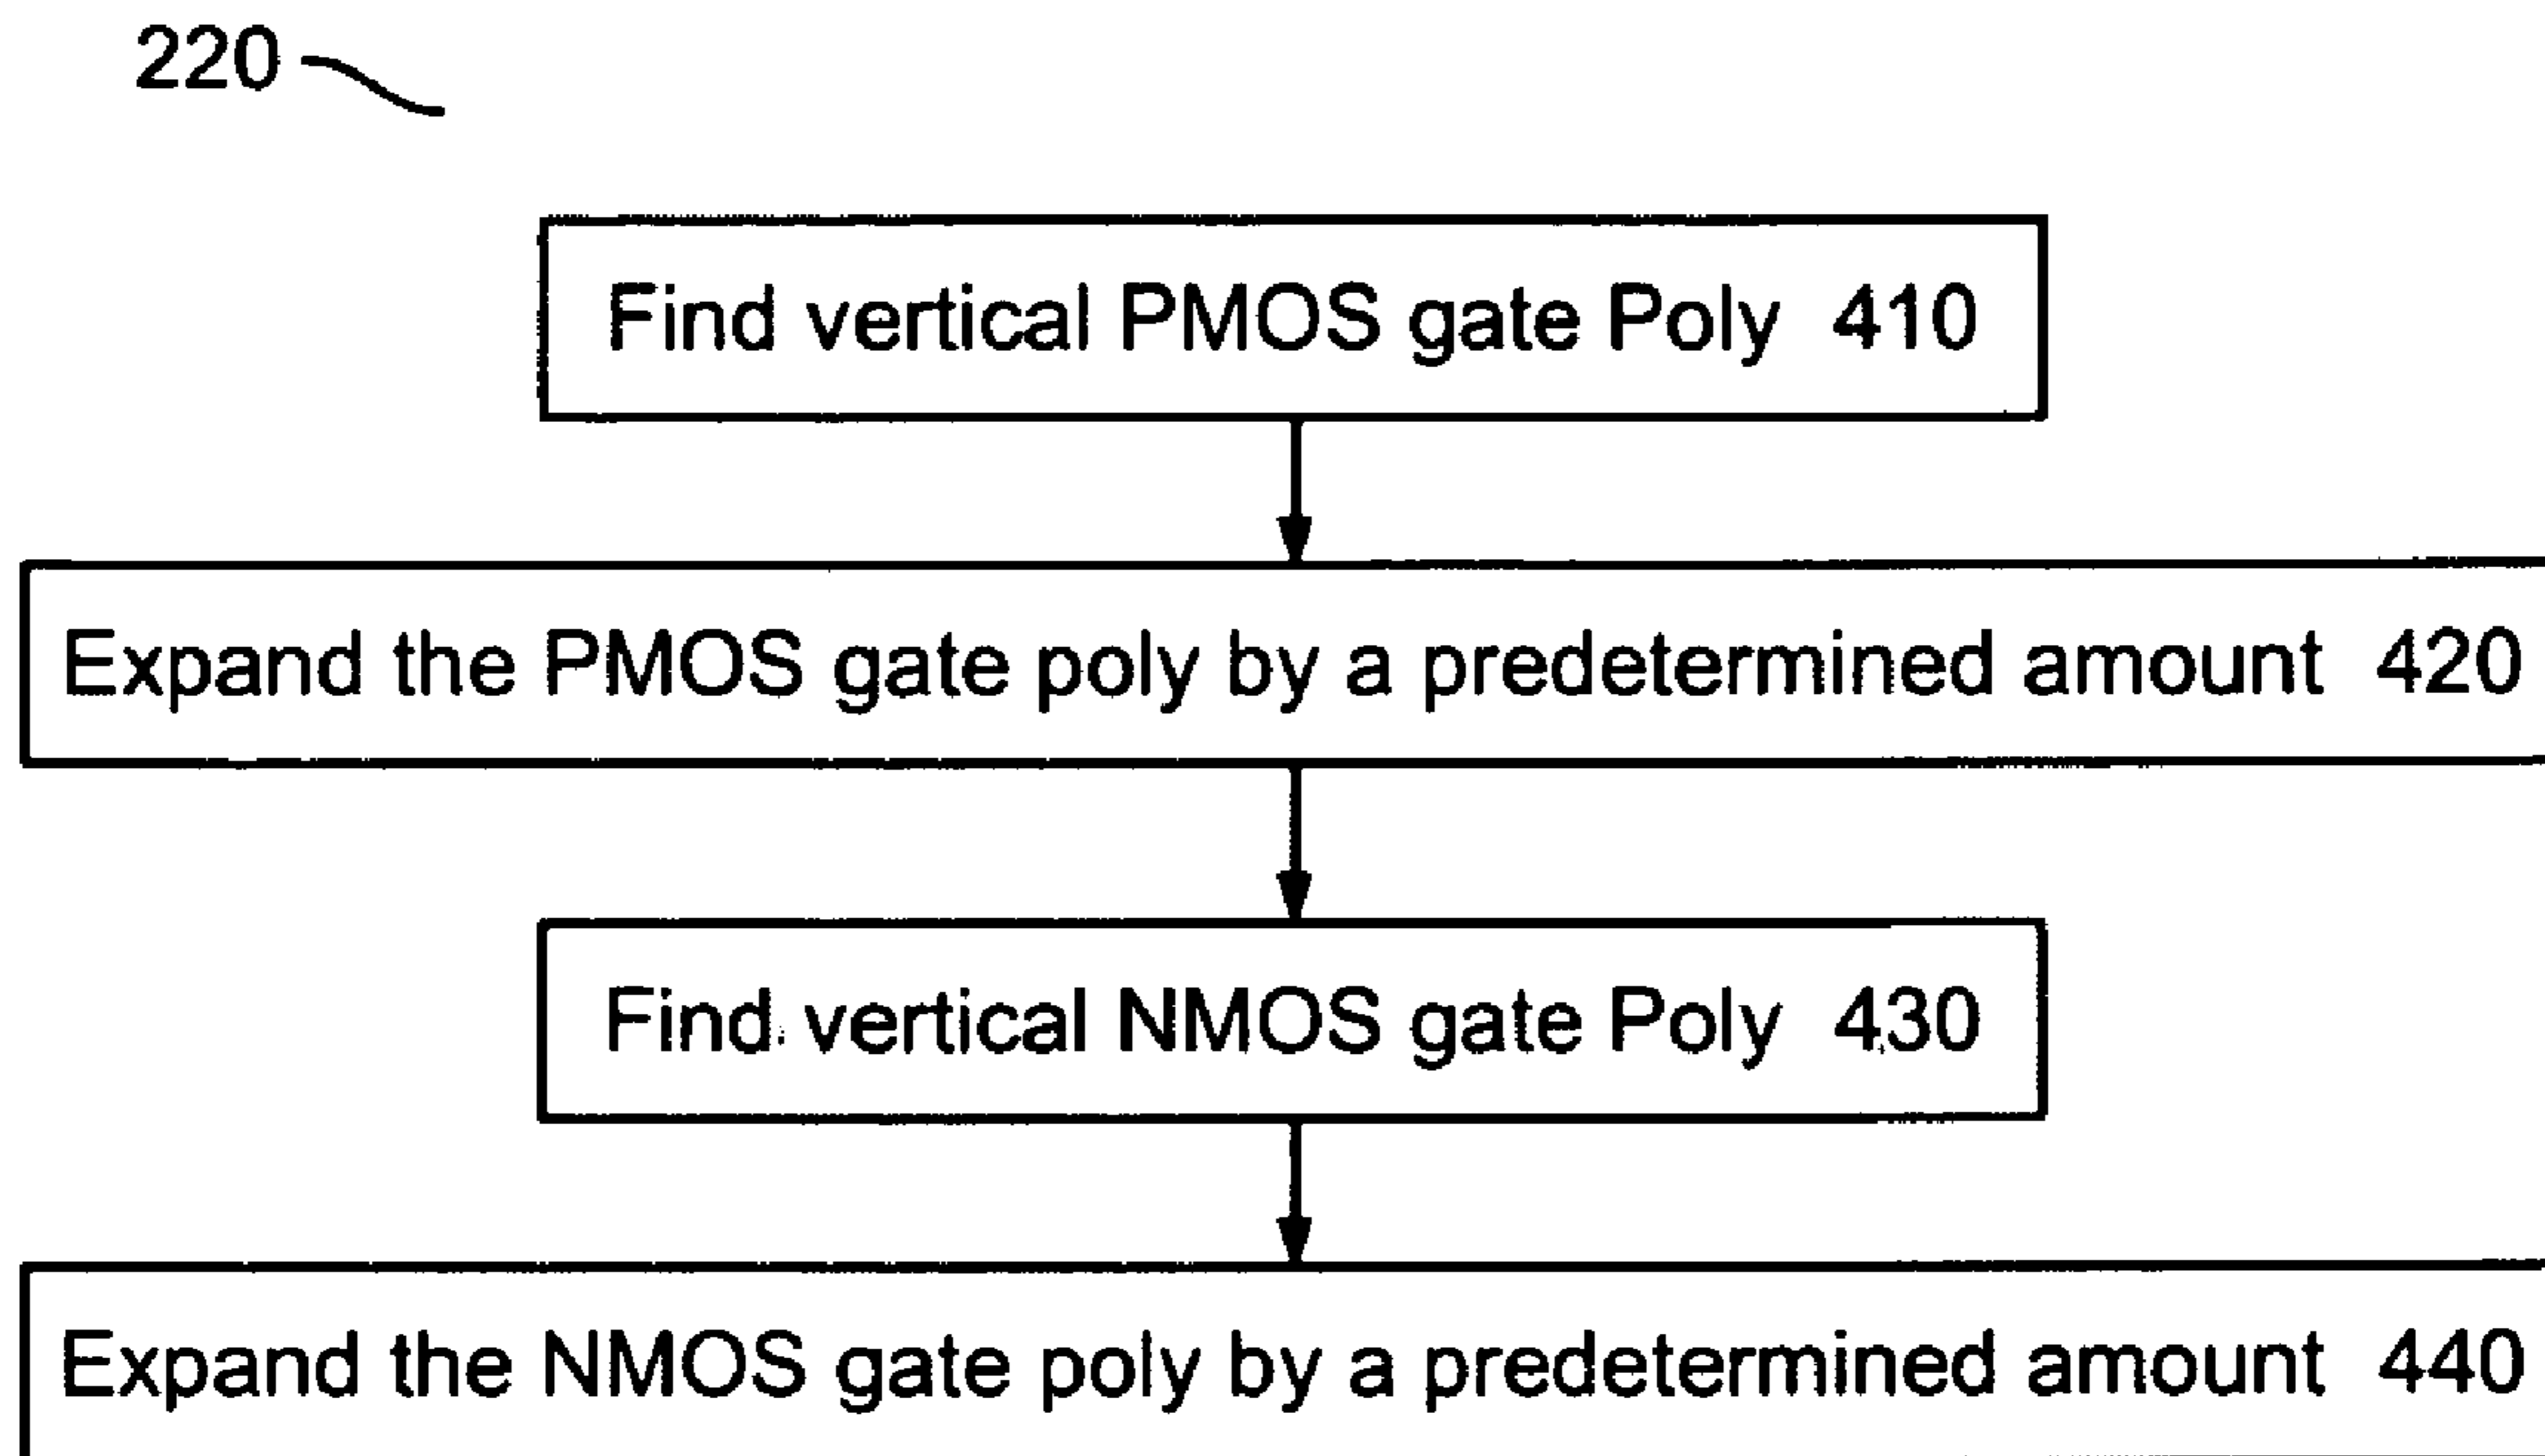 220
Find vertical PMOS gate Poly 410
Expand the PMOS gate poly by a predetermined amount 420
Find vertical NMOS gate Poly 430
Expand the NMOS gate poly by a predetermined amount 440